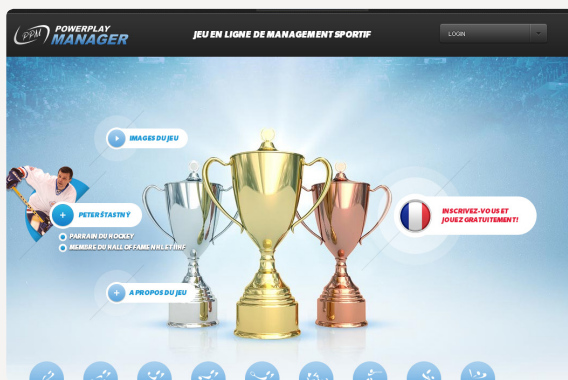 PPM
POWERPLAY
MANAGER
JEU EN LIGNE DE MANAGEMENT SPORTIF
LOGIN
IMAGES DU JEU
PETER ŠTASTNÝ
PARRAIN DU HOCKEY
MEMBRE DU HALL OF FAME NHL ET IIHF
INSCRIVEZ-VOUS ET
JOUEZ GRATUITEMENT!
A PROPOS DU JEU